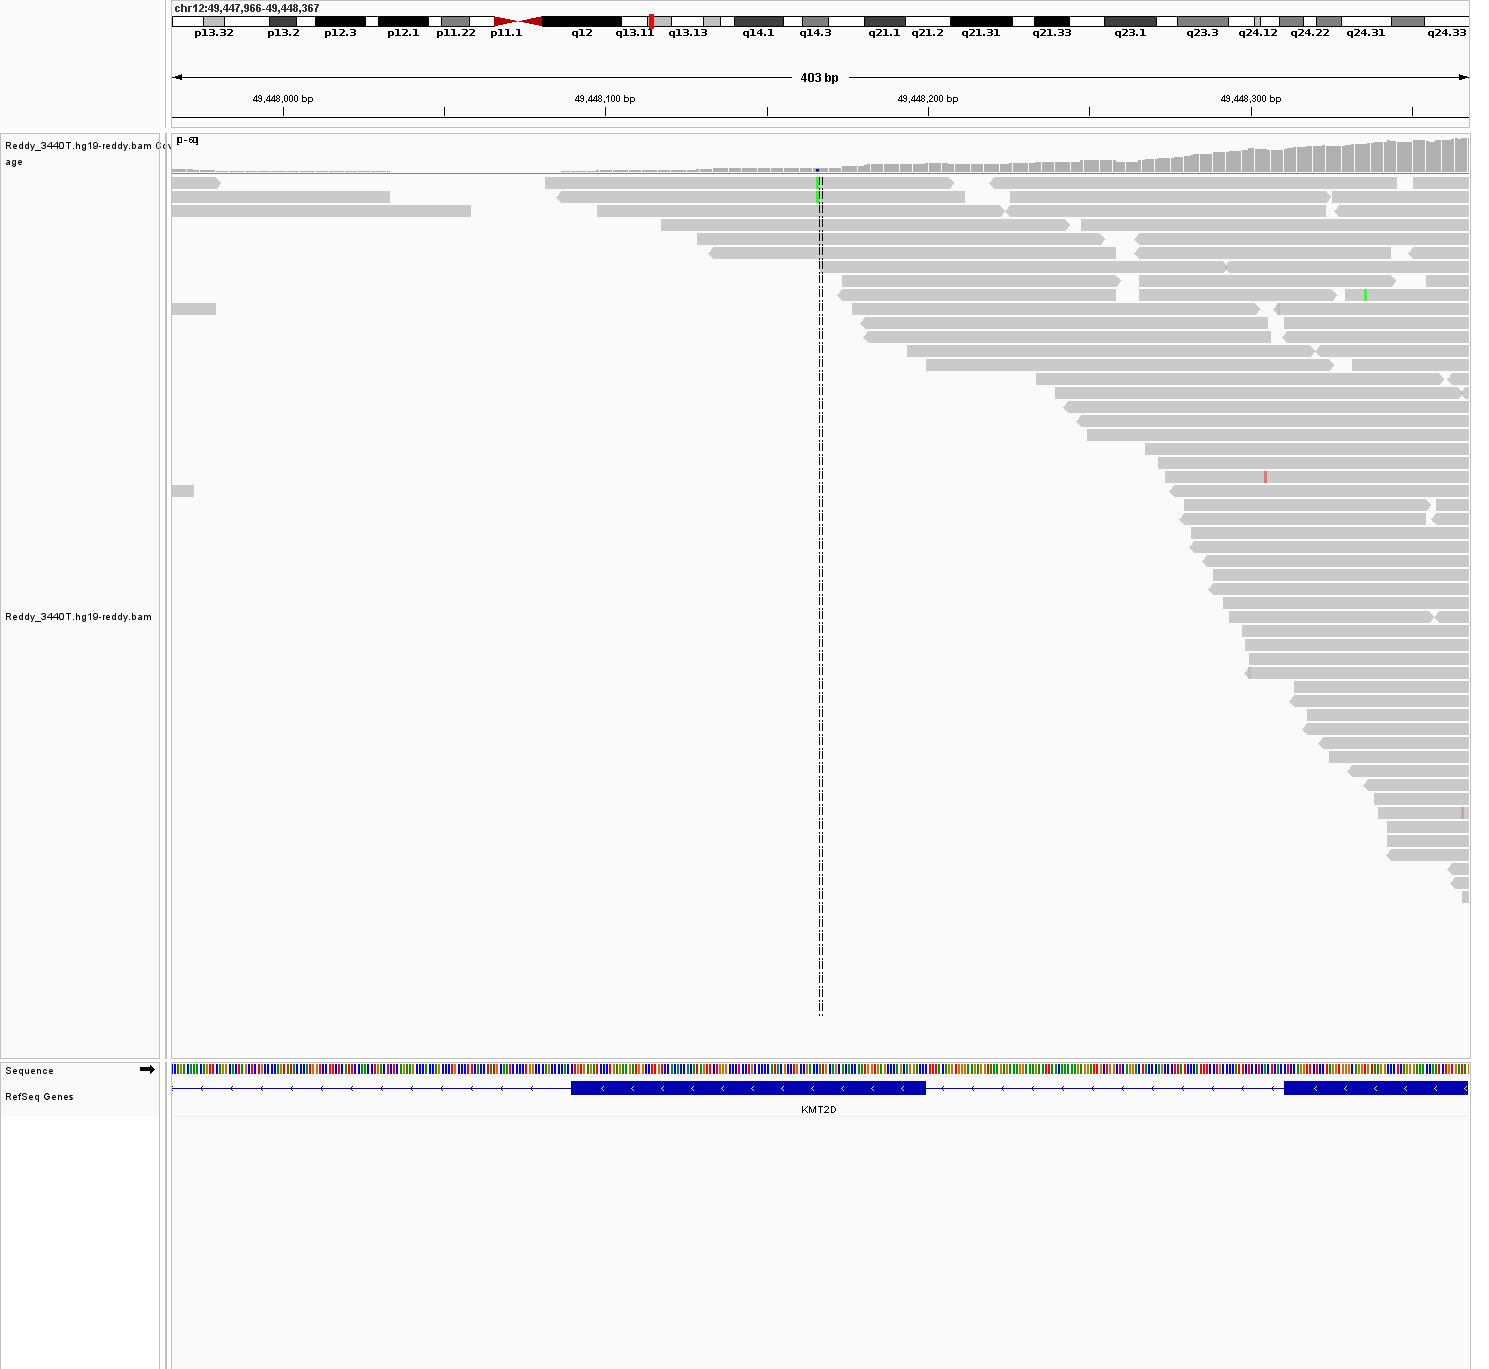 chr12:49,447,966-49,448,367
p13.32 p13.2 p12.3 p12.1 p11.22 p11.1 q12 q13.11 q13.13 q14.1 q14.3 q21.1 q21.2 q21.31 q21.33 q23.1 q23.3 q24.12 q24.22 q24.31 q24.33
403 bp
49,448,000 bp 49,448,100 bp 49,448,200 bp 49,448,300 bp
[0 - 60]
Reddy_3440T.hg19-reddy.bam Cov
age
Reddy_3440T.hg19-reddy.bam
Sequence
RefSeq Genes
KMT2D